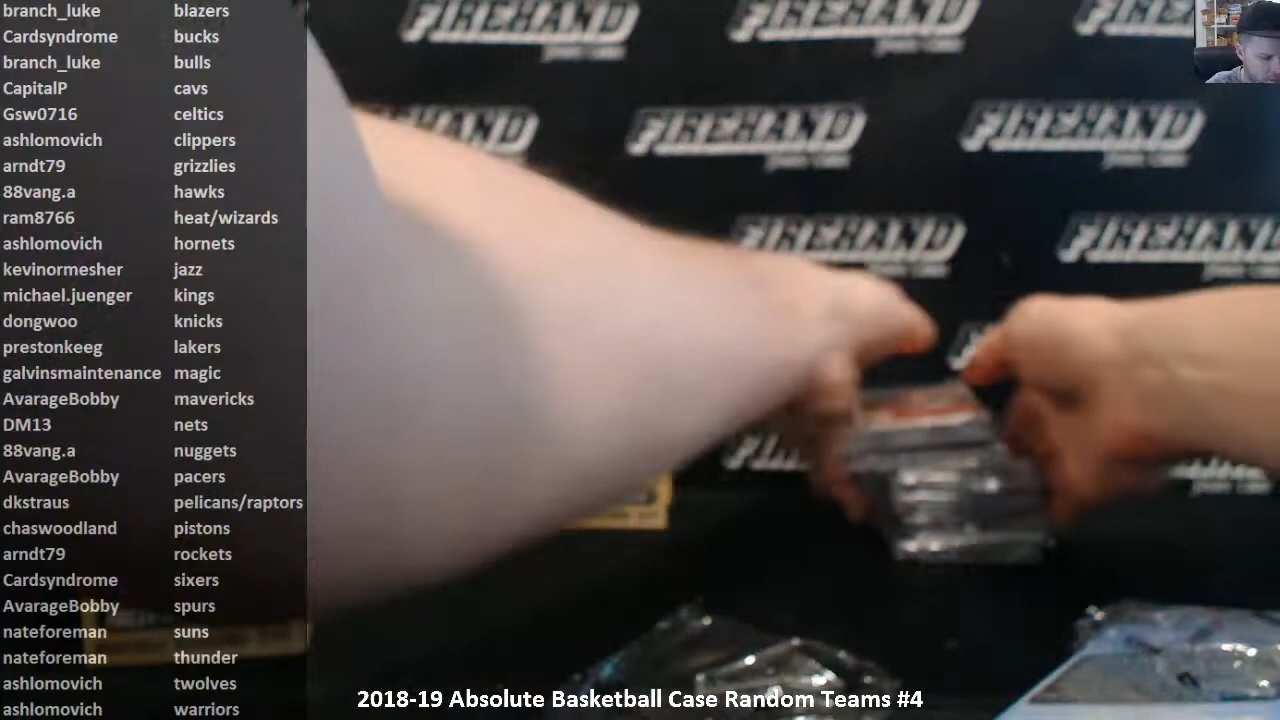 branch_luke blazers
Cardsyndrome bucks
branch_luke bulls
CapitalP cavs
Gsw0716 celtics
ashlomovich clippers
arndt79 grizzlies
88vang.a hawks
ram8766 heat/wizards
ashlomovich hornets
kevinormesher jazz
michael.juenger kings
dongwoo knicks
prestonkeeg lakers
galvinsmaintenance magic
AvarageBobby mavericks
DM13 nets
88vang.a nuggets
AvarageBobby pacers
dkstraus pelicans/raptors
chaswoodland pistons
arndt79 rockets
Cardsyndrome sixers
AvarageBobby spurs
nateforeman suns
nateforeman thunder
ashlomovich twolves
ashlomovich warriors
FIREHAND
FIREHAND
FIREHAND
FIREHAND
FIREHAND
FIREHAND
FIREHAND
2018-19 Absolute Basketball Case Random Teams #4